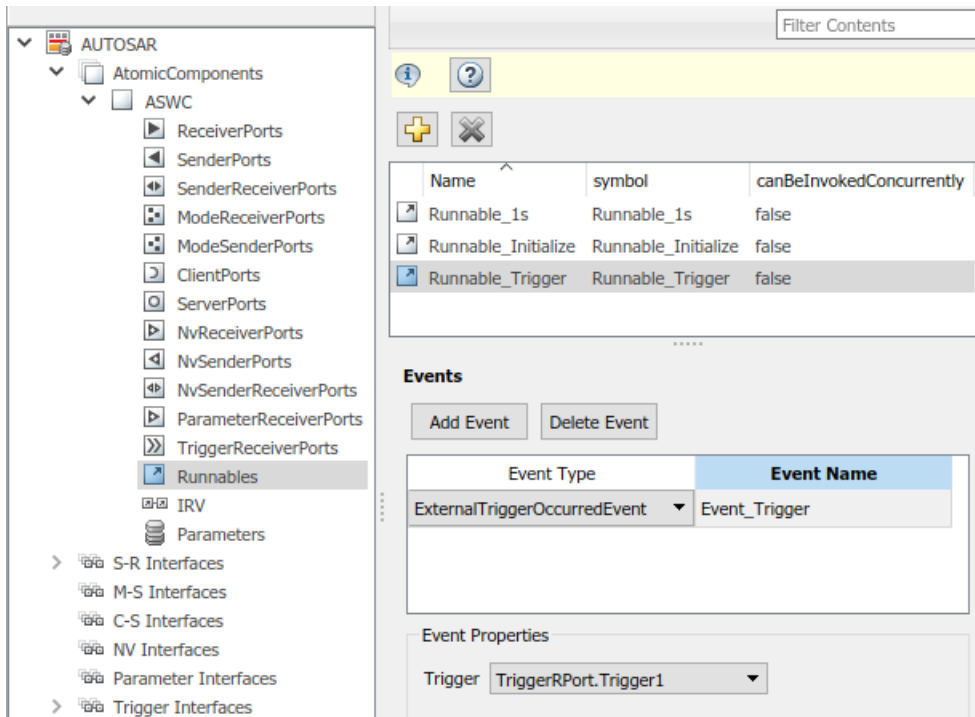 Filter Contents
AUTOSAR
AtomicComponents
ASWC
ReceiverPorts
SenderPorts
SenderReceiverPorts
ModeReceiverPorts
ModeSenderPorts
ClientPorts
ServerPorts
NvReceiverPorts
NvSenderPorts
NvSenderReceiverPorts
ParameterReceiverPorts
TriggerReceiverPorts
Runnables
IRV
Parameters
S-R Interfaces
M-S Interfaces
C-S Interfaces
NV Interfaces
Parameter Interfaces
Trigger Interfaces
Name symbol canBeInvokedConcurrently
Runnable_1s Runnable_1s false
Runnable_Initialize Runnable_Initialize false
Runnable_Trigger Runnable_Trigger false
Events
Add Event Delete Event
Event Type Event Name
ExternalTriggerOccurredEvent Event_Trigger
Event Properties
Trigger TriggerRPort.Trigger1